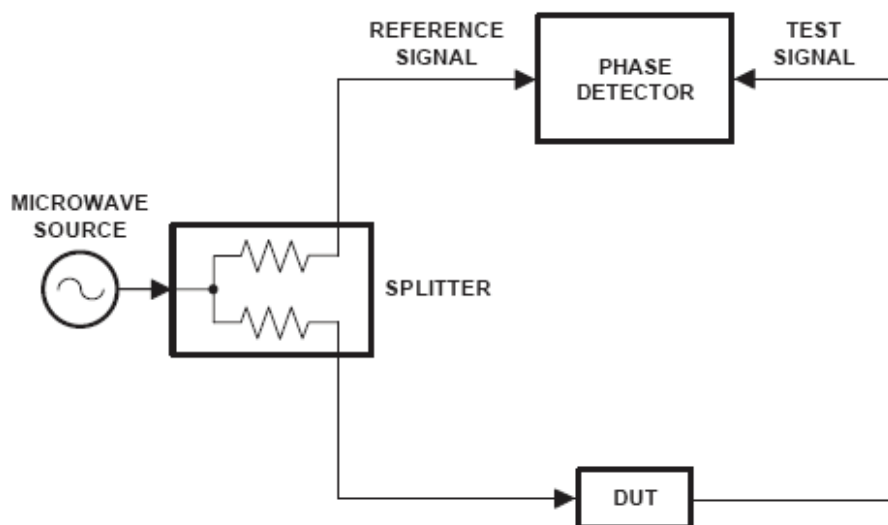 REFERENCE
SIGNAL
PHASE
DETECTOR
TEST
SIGNAL
MICROWAVE
SOURCE
SPLITTER
DUT